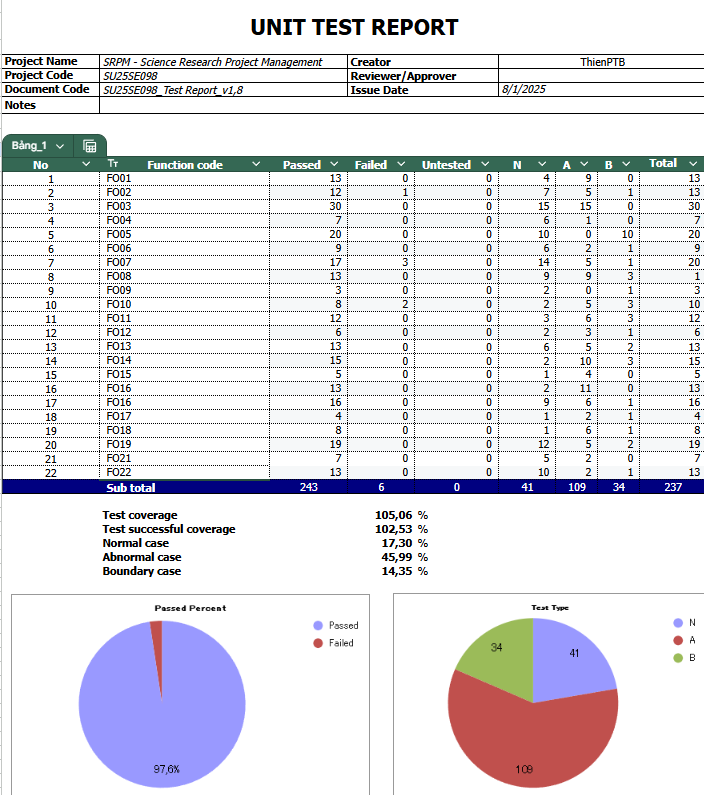 UNIT TEST REPORT
Project Name SRPM - Science Research Project Management Creator ThienPTB
Project Code SU25SE098 Reviewer/Approver
Document Code SU25SE098_Test Report_v1,8 Issue Date 8/1/2025
Notes
Bảng_1
No Tт Function code Passed Failed Untested N A B Total
1 FO01 13 0 0 4 9 0 13
2 FO02 12 1 0 7 5 1 13
3 FO03 30 0 0 15 15 0 30
4 FO04 7 0 0 6 1 0 7
5 FO05 20 0 0 10 0 10 20
6 FO06 9 0 0 6 2 1 9
7 FO07 17 3 0 14 5 1 20
8 FO08 13 0 0 9 9 3 1
9 FO09 3 0 0 2 0 1 3
10 FO10 8 2 0 2 5 3 10
11 FO11 12 0 0 3 6 3 12
12 FO12 6 0 0 2 3 1 6
13 FO13 13 0 0 6 5 2 13
14 FO14 15 0 0 2 10 3 15
15 FO15 5 0 0 1 4 0 5
16 FO16 13 0 0 2 11 0 13
17 FO16 16 0 0 9 6 1 16
18 FO17 4 0 0 1 2 1 4
19 FO18 8 0 0 1 6 1 8
20 FO19 19 0 0 12 5 2 19
21 FO21 7 0 0 5 2 0 7
22 FO22 13 0 0 10 2 1 13
Sub total 243 6 0 41 109 34 237
Test coverage 105,06 %
Test successful coverage 102,53 %
Normal case 17,30 %
Abnormal case 45,99 %
Boundary case 14,35 %
Passed Percent
Passed
Failed
97,6%
Test Type
N
A
B
34
41
109